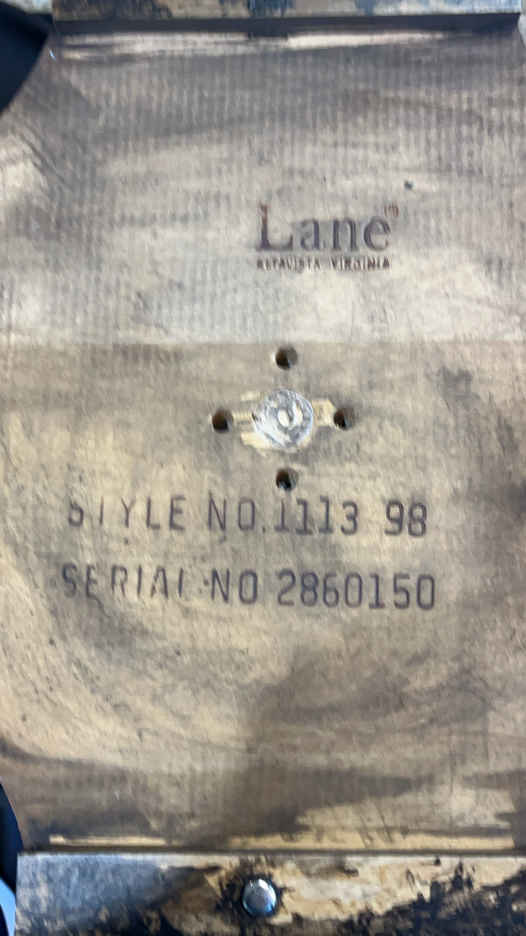 Lane®
ALTAVISTA VIRGINIA
STYLE NO. 1113 98
SERIAL NO 2860150